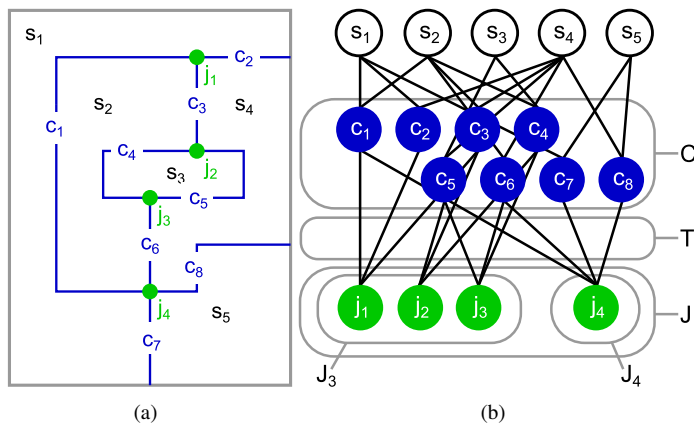 s₁
c₂
j₁
s₂
c₃
s₄
c₁
c₄
j₂
s₃
c₅
j₃
c₆
c₈
j₄
s₅
c₇
(a)
s₁ s₂ s₃ s₄ s₅
c₁ c₂ c₃ c₄
C
c₅ c₆ c₇ c₈
T
j₁ j₂ j₃ j₄
J
J₃ J₄
(b)